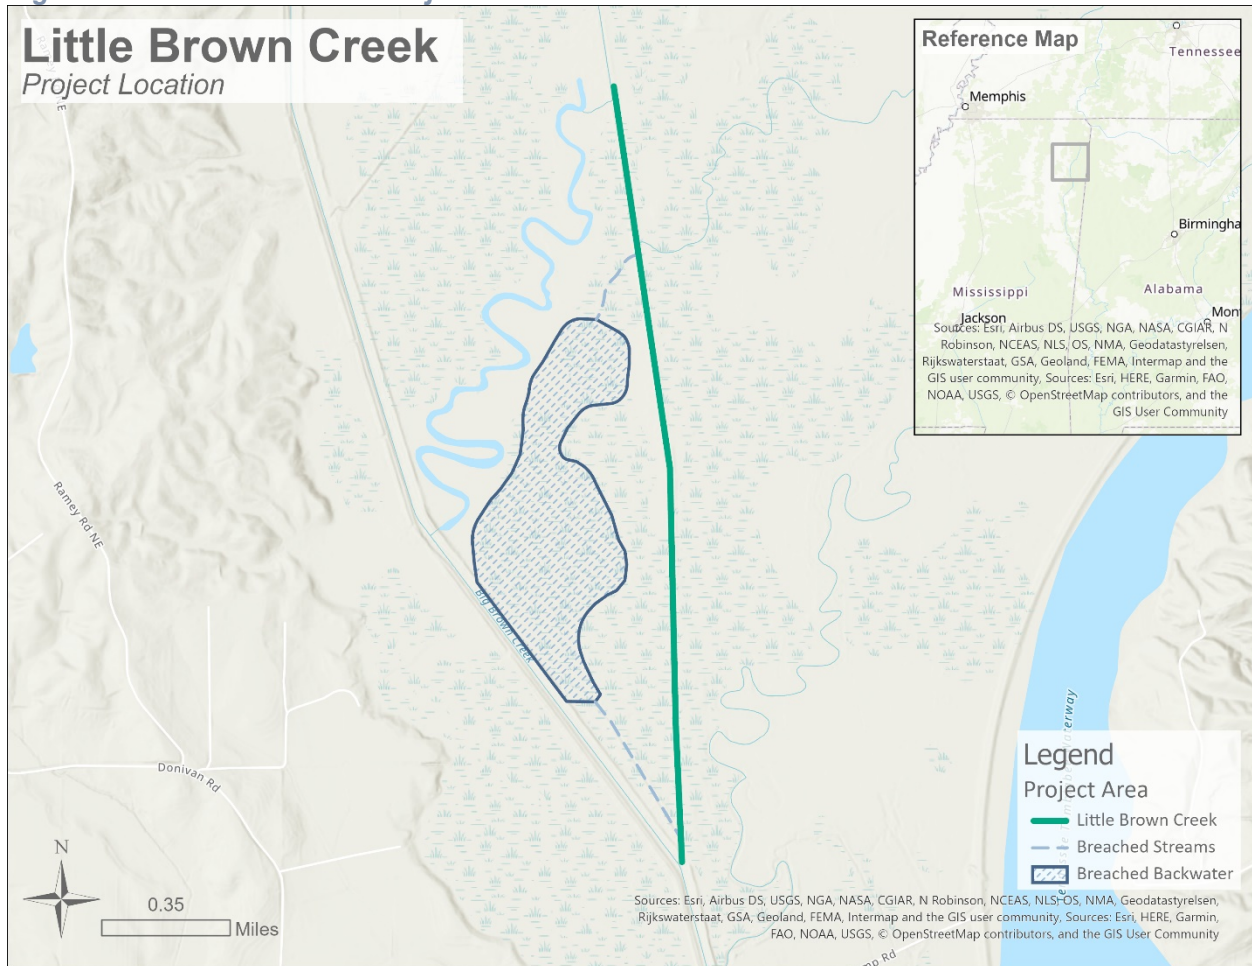 Little Brown Creek
Project Location
Reference Map
Tennessee
Memphis
Birmingha
Mississippi
Alabama
Jackson
Mon
Sources: Esri, Airbus DS, USGS, NGA, NASA, CGIAR, N
Robinson, NCEAS, NLS, OS, NMA, Geodatastyrelsen,
Rijkswaterstaat, GSA, Geoland, FEMA, Intermap and the
GIS user community, Sources: Esri, HERE, Garmin, FAO,
NOAA, USGS, © OpenStreetMap contributors, and the
GIS User Community
Ramey Rd NE
Big Brown Creek
Donivan Rd
Legend
Project Area
Little Brown Creek
Breached Streams
Breached Backwater
N
0.35
Miles
Sources: Esri, Airbus DS, USGS, NGA, NASA, CGIAR, N Robinson, NCEAS, NLS, OS, NMA, Geodatastyrelsen,
Rijkswaterstaat, GSA, Geoland, FEMA, Intermap and the GIS user community, Sources: Esri, HERE, Garmin,
FAO, NOAA, USGS, © OpenStreetMap contributors, and the GIS User Community
Rd